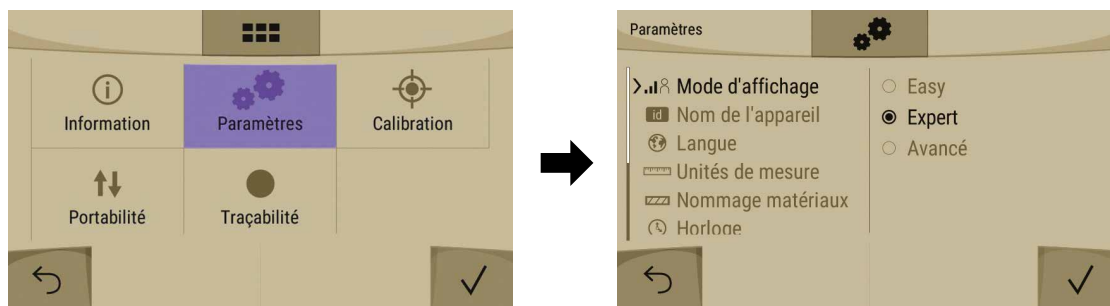 Information
Paramètres
Calibration
Portabilité
Traçabilité
Paramètres
Mode d'affichage
id Nom de l'appareil
Langue
Unités de mesure
Nommage matériaux
Horloge
Easy
Expert
Avancé